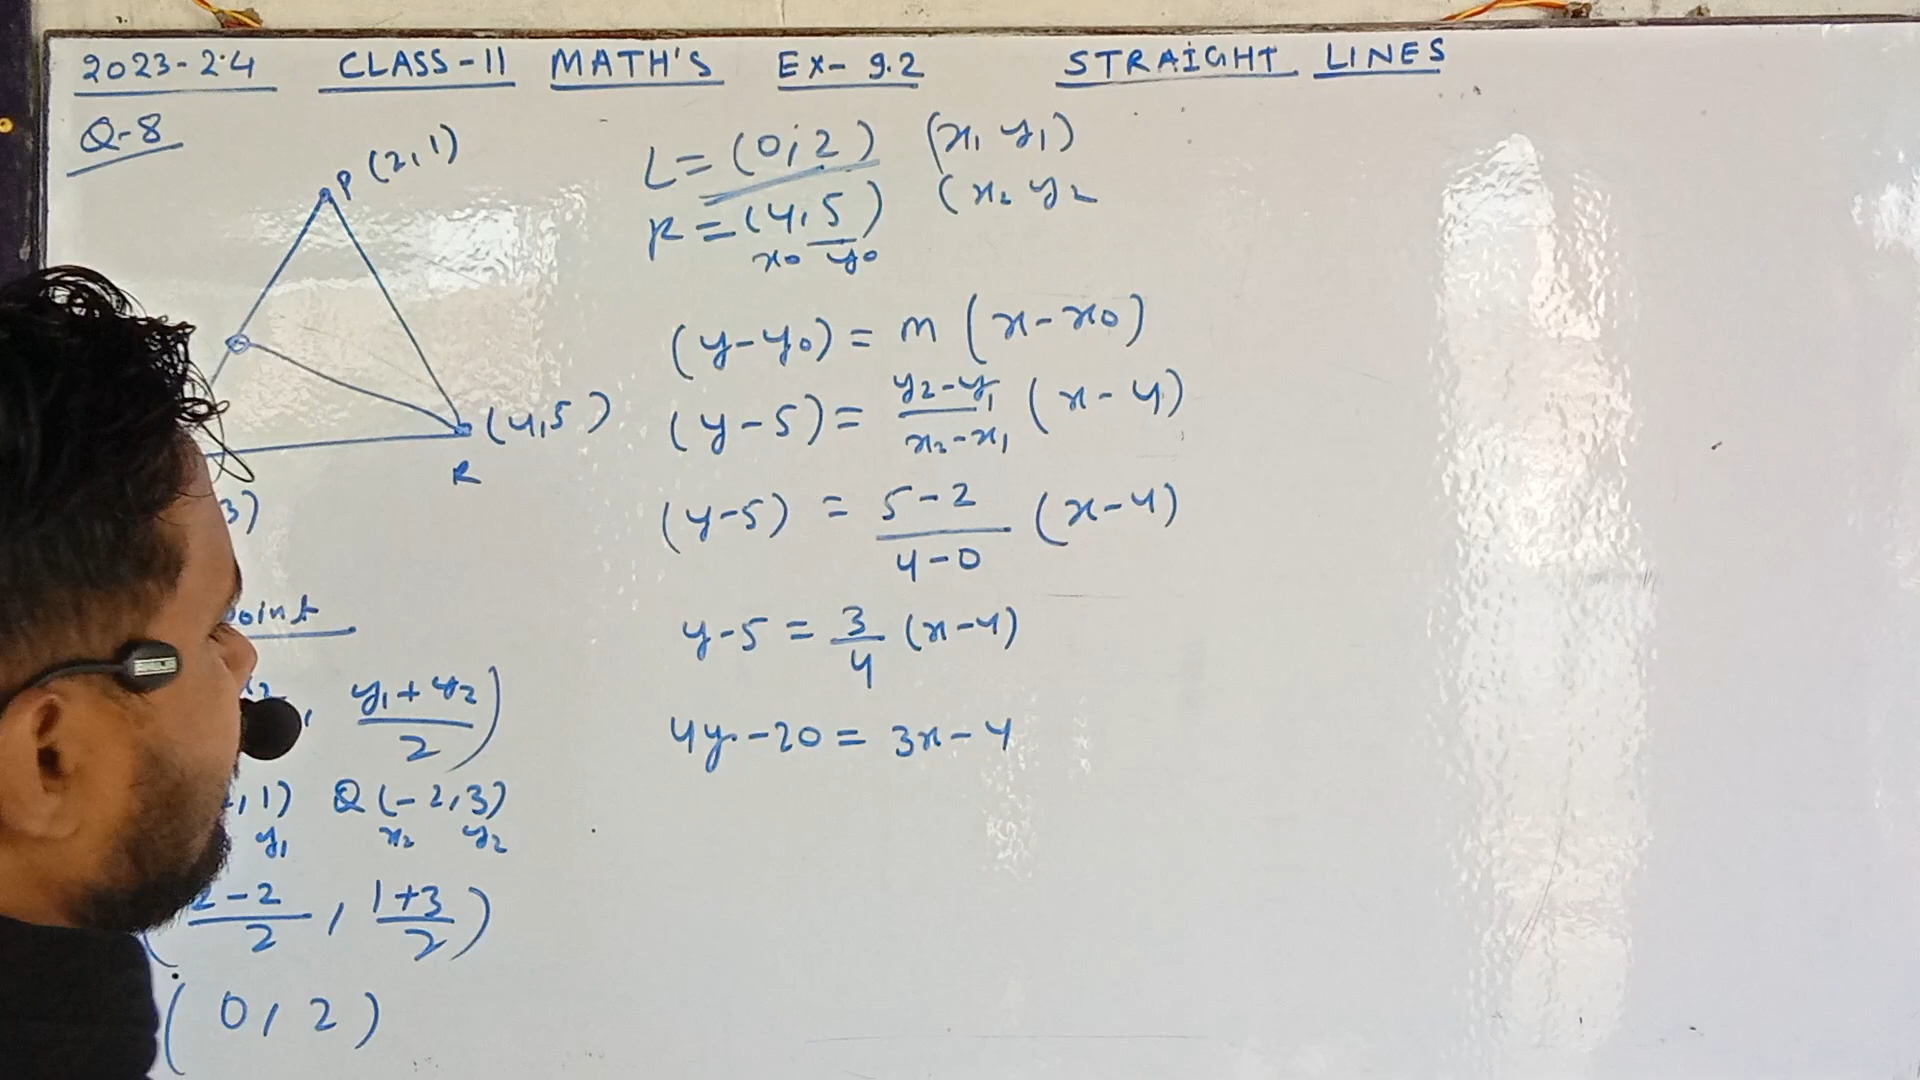 2023-24 CLASS-11 MATH'S EX-9.2 STRAIGHT LINES
Q-8
P(2,1)
(4,5)
R
3)
point
x2, y1+y2/2)
,1) Q(-2,3)
y1 x2 y2
(2-2/2, 1+3/2)
(0,2)
L=(0,2) (x1 y1)
R=(4,5) (x2 y2
x0 y0
(y-y0)=m(x-x0)
(y-5)=y2-y1/x2-x1(x-4)
(y-5)=5-2/4-0(x-4)
y-5=3/4(x-4)
4y-20=3x-4